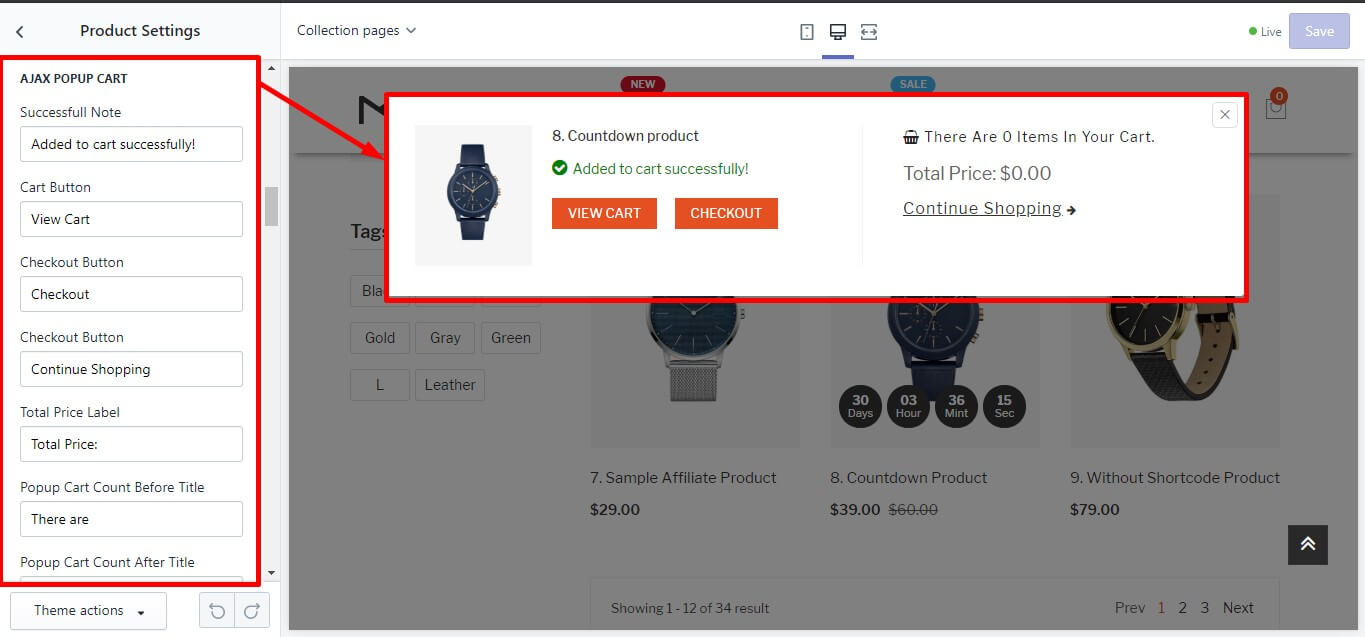 Product Settings
Collection pages
Live
Save
AJAX POPUP CART
Successfull Note
Added to cart successfully!
Cart Button
View Cart
Checkout Button
Checkout
Checkout Button
Continue Shopping
Total Price Label
Total Price:
Popup Cart Count Before Title
There are
Popup Cart Count After Title
Theme actions
NEW
SALE
0
8. Countdown product
Added to cart successfully!
VIEW CART CHECKOUT
There Are 0 Items In Your Cart.
Total Price: $0.00
Continue Shopping
Tags
Gold Gray Green
L Leather
30 03 36 15
Days Hour Mint Sec
7. Sample Affiliate Product
$29.00
8. Countdown Product
$39.00 $60.00
9. Without Shortcode Product
$79.00
Showing 1 - 12 of 34 result
Prev 1 2 3 Next